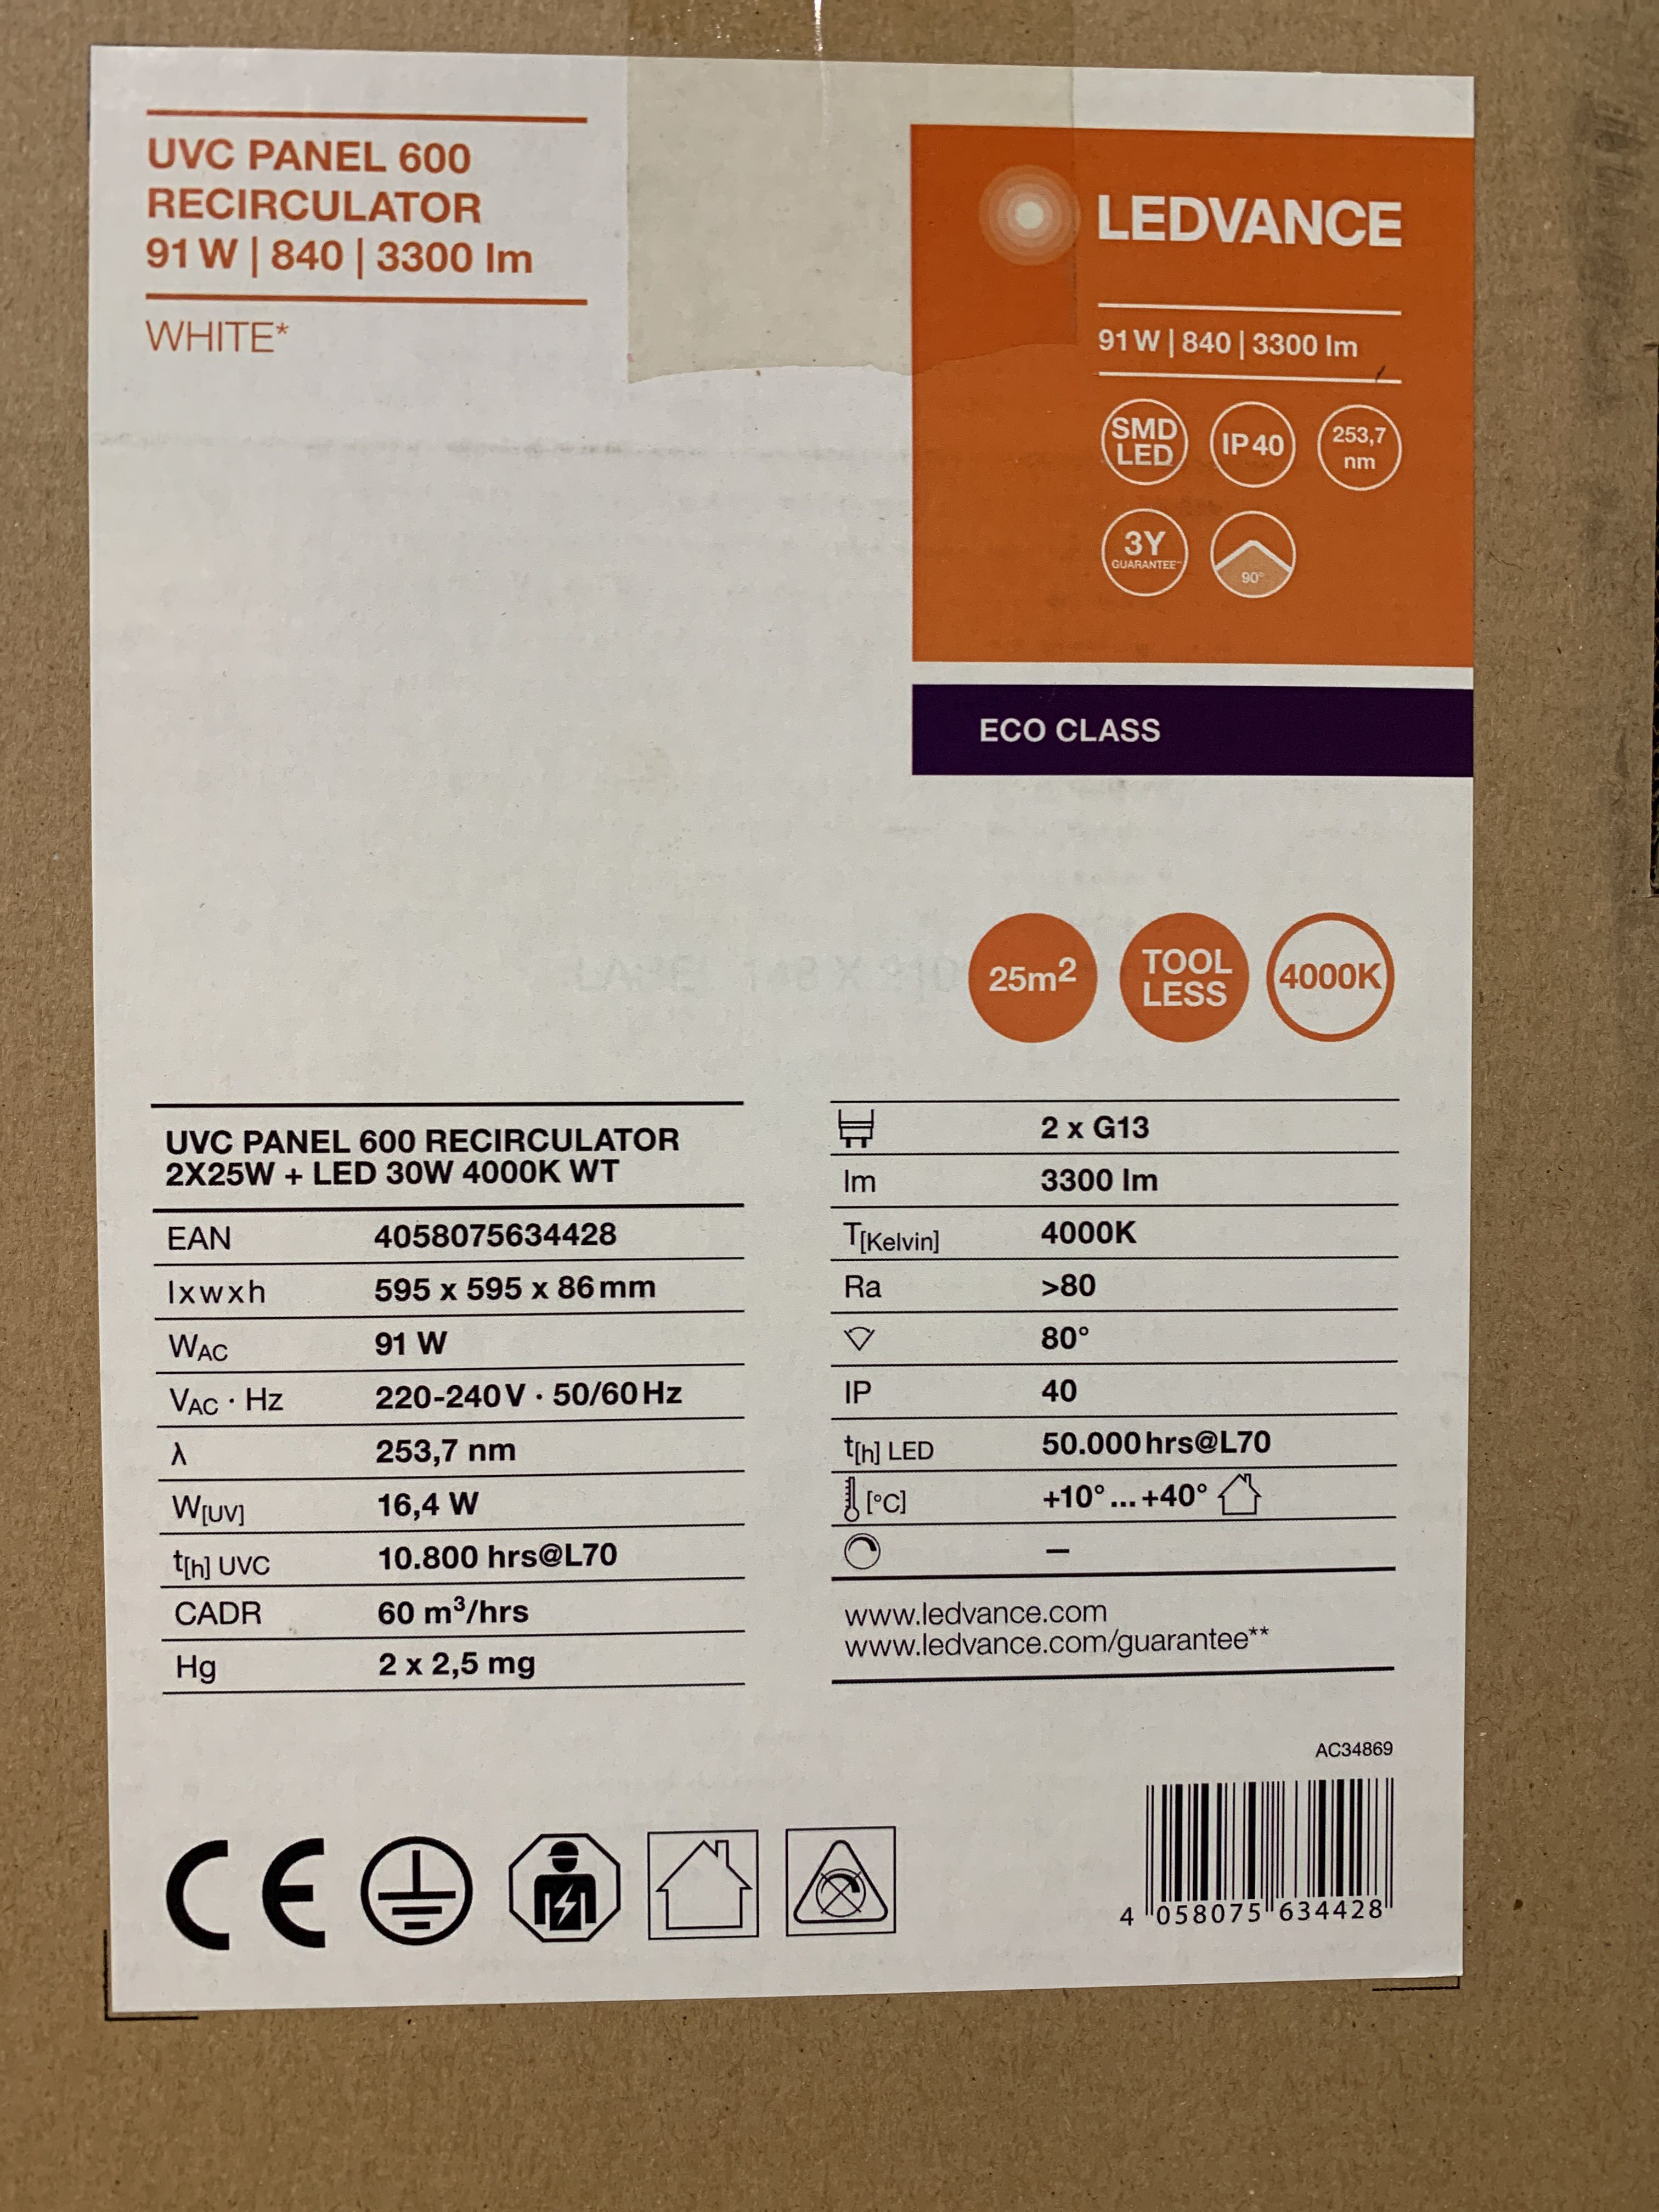 UVC PANEL 600
RECIRCULATOR
91 W | 840 | 3300 lm
WHITE*
LEDVANCE
91 W | 840 | 3300 lm
SMD
LED
IP40
253,7
nm
3Y
GUARANTEE**
90°
ECO CLASS
25m²
TOOL
LESS
4000K
UVC PANEL 600 RECIRCULATOR
2X25W + LED 30W 4000K WT
EAN 4058075634428
lxwxh 595 x 595 x 86 mm
WAC 91 W
VAC · Hz 220-240 V · 50/60 Hz
λ 253,7 nm
W[UV] 16,4 W
t[h] UVC 10.800 hrs@L70
CADR 60 m³/hrs
Hg 2 x 2,5 mg
2 x G13
lm 3300 lm
T[Kelvin] 4000K
Ra >80
80°
IP 40
t[h] LED 50.000 hrs@L70
[°C] +10°...+40°
–
www.ledvance.com
www.ledvance.com/guarantee**
AC34869
CE
4 058075 634428